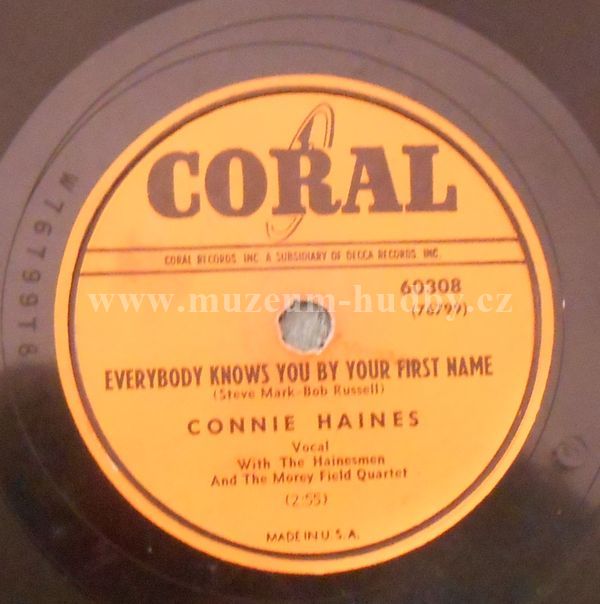 CORAL
CORAL RECORDS INC. A SUBSIDIARY OF DECCA RECORDS INC.
60308
(76799)
www.muzeum-hudby.cz
EVERYBODY KNOWS YOU BY YOUR FIRST NAME
(Steve Mark-Bob Russell)
CONNIE HAINES
Vocal
With The Hainesmen
And The Morey Field Quartet
(2:55)
MADE IN U.S.A.
W76799T8